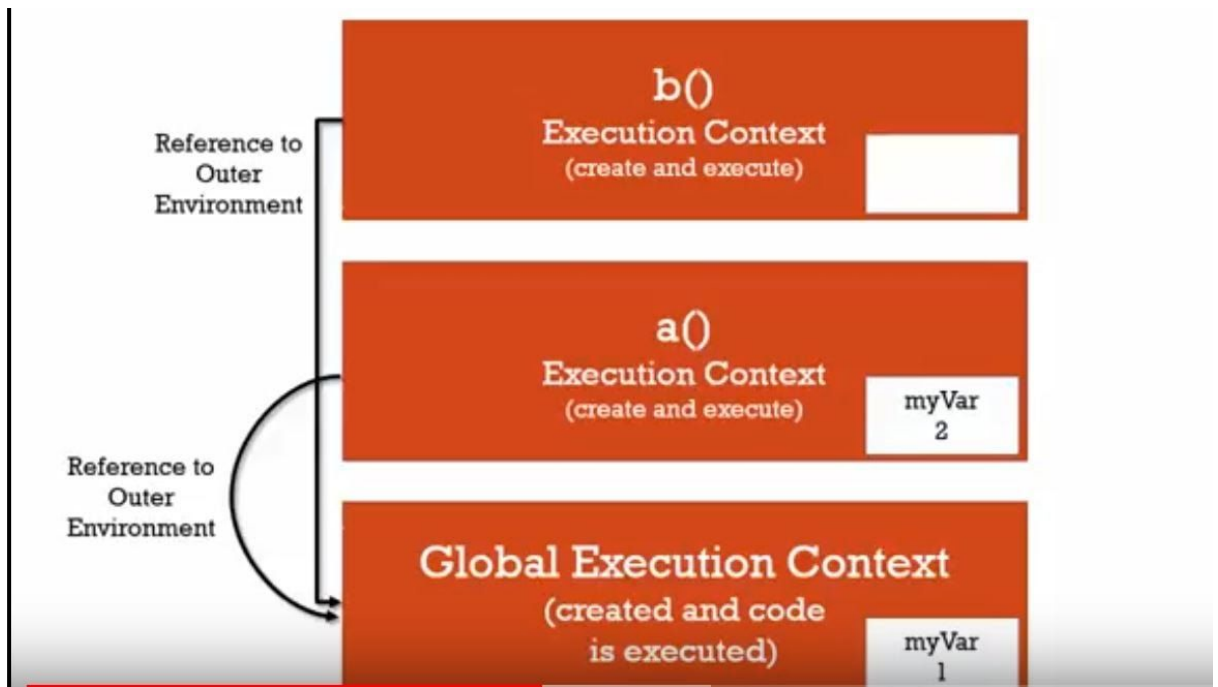 b()
Execution Context
(create and execute)
Reference to
Outer
Environment
a()
Execution Context
(create and execute)
myVar
2
Reference to
Outer
Environment
Global Execution Context
(created and code
is executed)
myVar
1